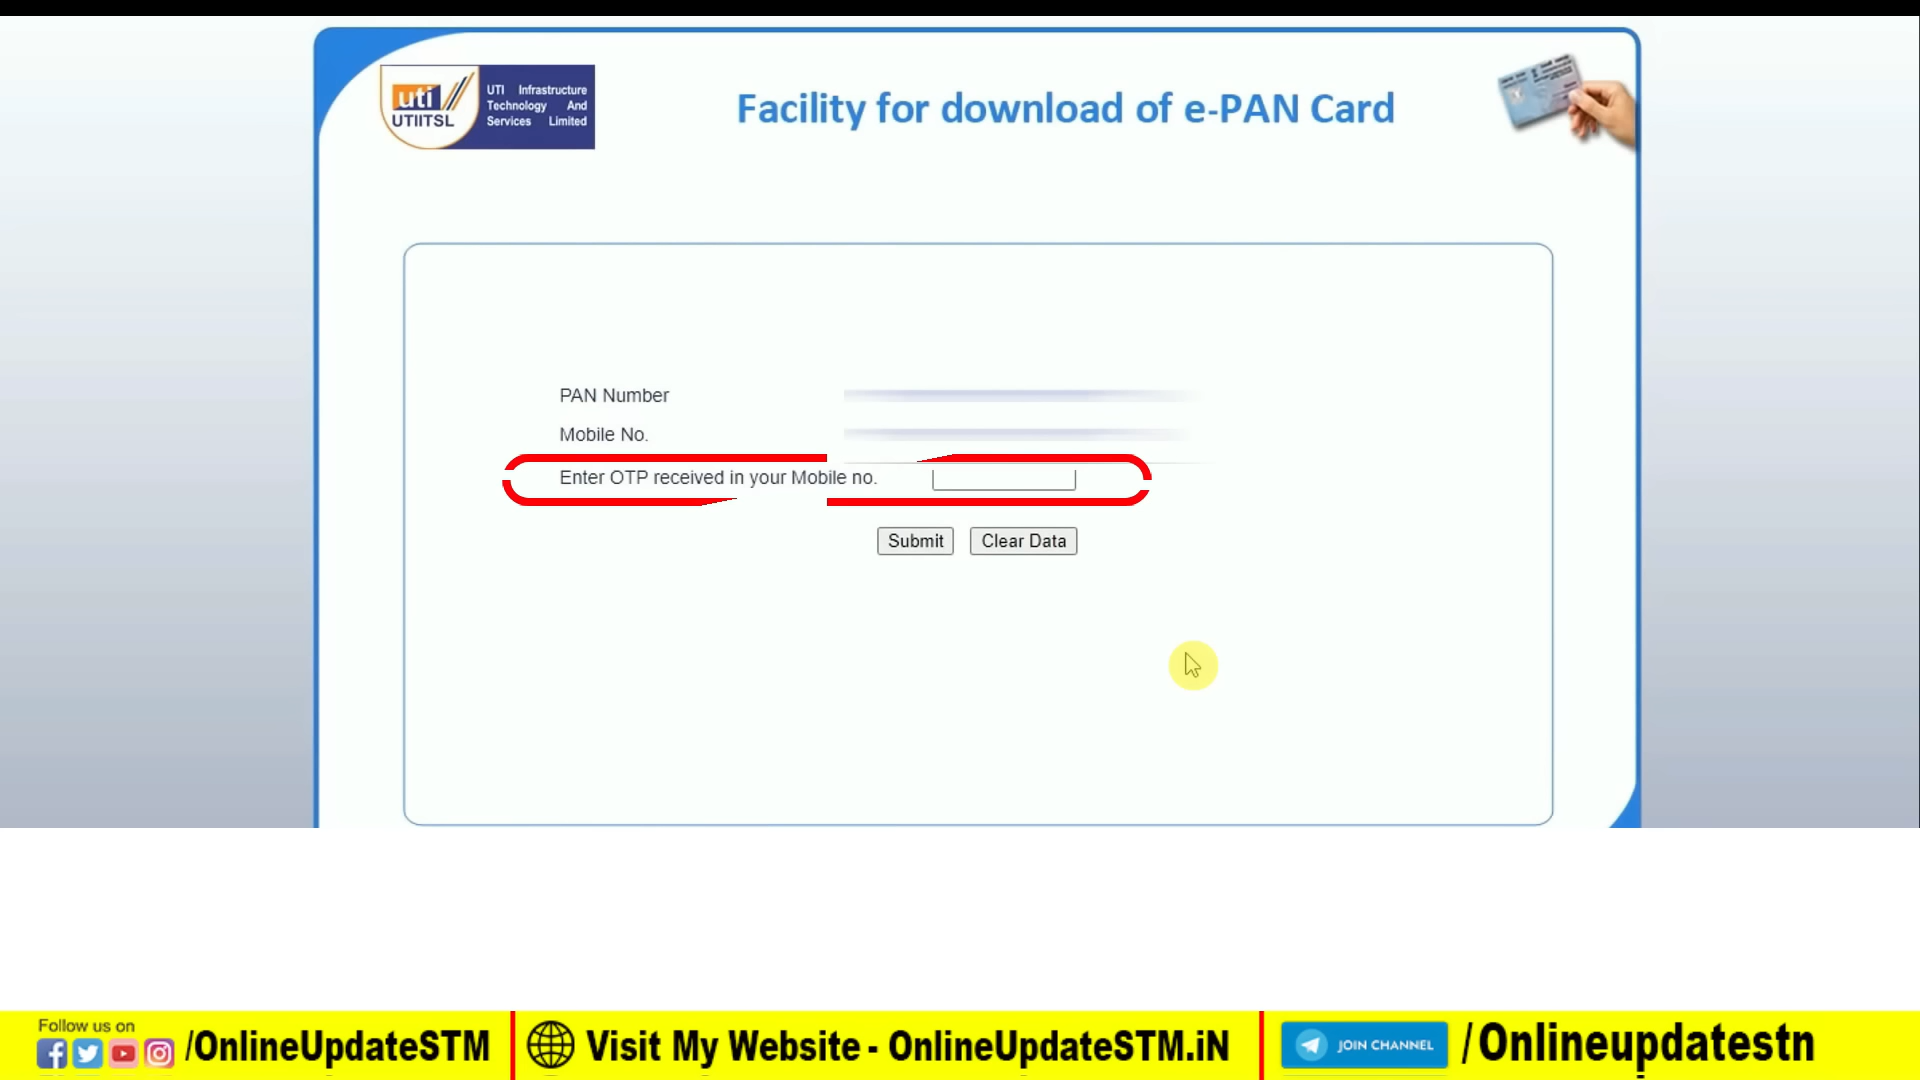 uti
UTIITSL
UTI Infrastructure
Technology And
Services Limited
Facility for download of e-PAN Card
PAN Number
Mobile No.
Enter OTP received in your Mobile no.
Submit
Clear Data
Follow us on
/OnlineUpdateSTM
Visit My Website - OnlineUpdateSTM.iN
JOIN CHANNEL
/Onlineupdatestn